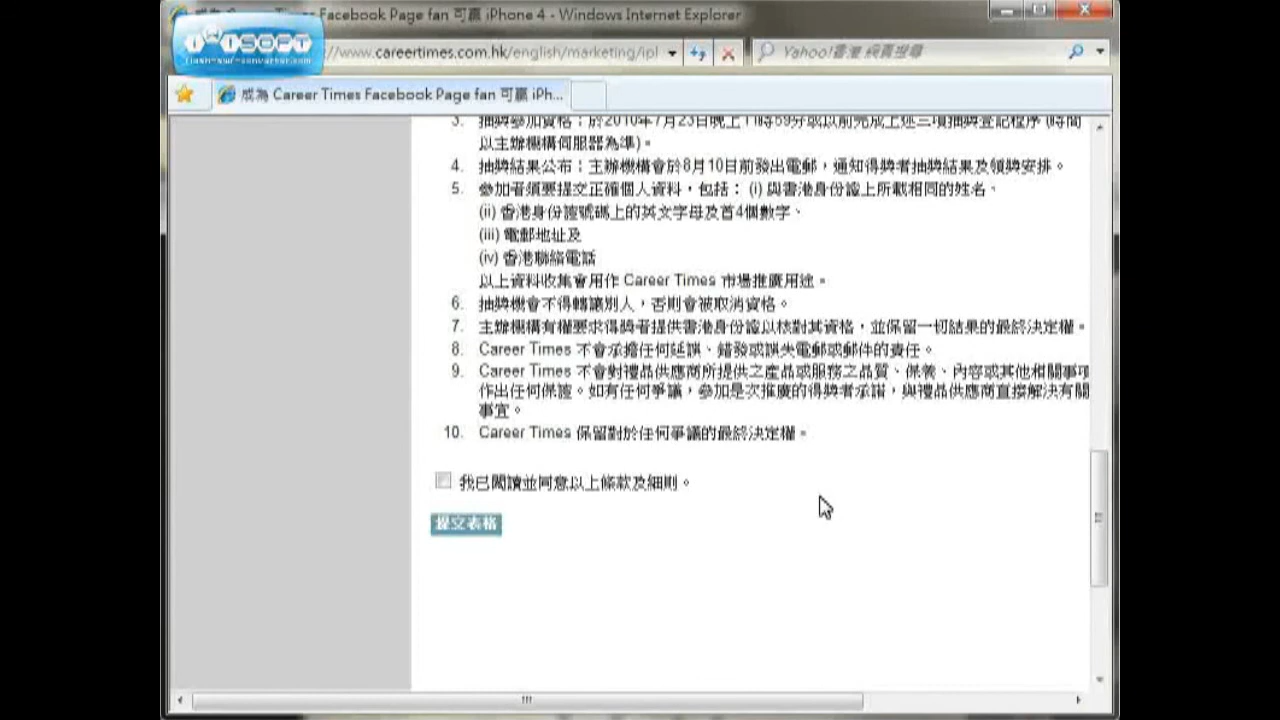 Career Times Facebook Page fan 可贏 iPhone 4 - Windows Internet Explorer
iWisoft
flash-swf-converter.com
//www.careertimes.com.hk/english/marketing/ipl
Yahoo!香港 網頁搜尋
成為 Career Times Facebook Page fan 可贏 iPh...
3. 抽獎參加資格：於2010年7月23日晚上11時59分或以前完成上述三項抽獎登記程序 (時間
以主辦機構伺服器為準)。
4. 抽獎結果公布：主辦機構會於8月10日前發出電郵，通知得獎者抽獎結果及領獎安排。
5. 參加者須要提交正確個人資料，包括： (i) 與香港身份證上所載相同的姓名、
(ii) 香港身份證號碼上的英文字母及首4個數字、
(iii) 電郵地址及
(iv) 香港聯絡電話
以上資料收集會用作 Career Times 市場推廣用途。
6. 抽獎機會不得轉讓別人，否則會被取消資格。
7. 主辦機構有權要求得獎者提供香港身份證以核對其資格，並保留一切結果的最終決定權。
8. Career Times 不會承擔任何延誤、錯發或誤失電郵或郵件的責任。
9. Career Times 不會對禮品供應商所提供之產品或服務之品質、保養、內容或其他相關事項
作出任何保證。如有任何爭議，參加是次推廣的得獎者承諾，與禮品供應商直接解決有關
事宜。
10. Career Times 保留對於任何爭議的最終決定權。
我已閱讀並同意以上條款及細則。
提交表格